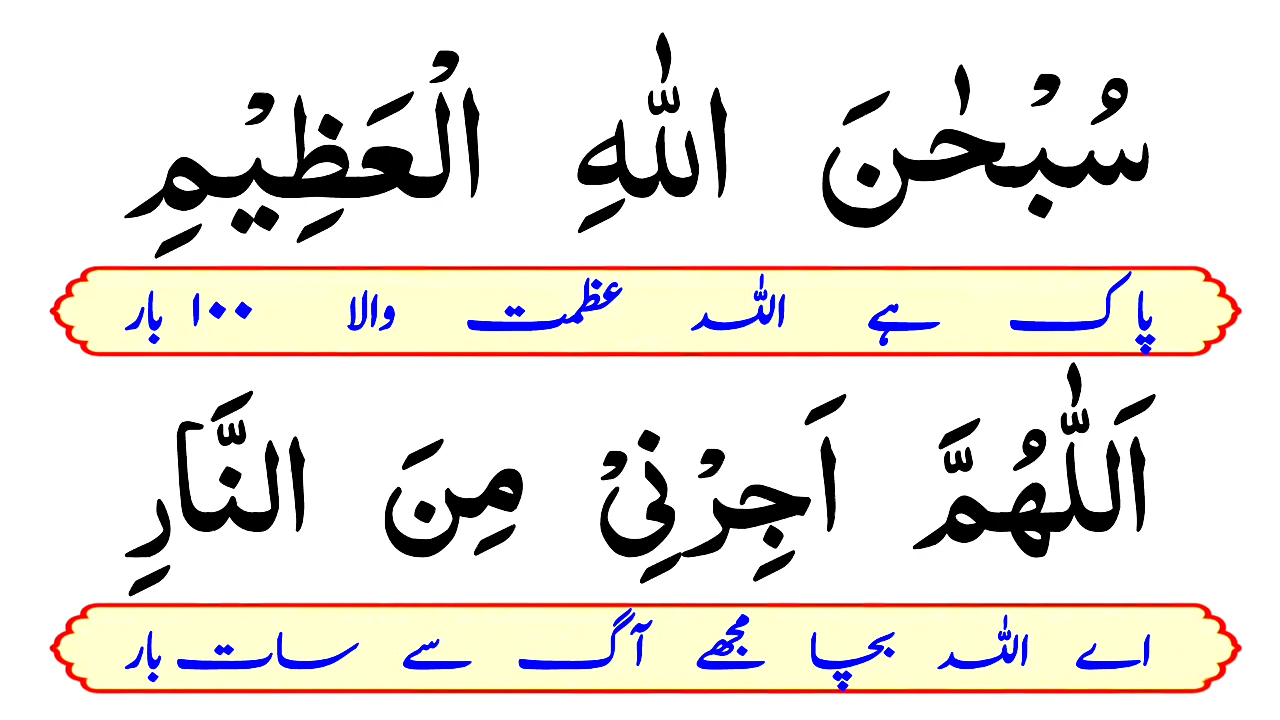 سُبْحٰنَ اللّٰهِ الْعَظِيْمِ
پاک ہے اللہ عظمت والا ۱۰۰ بار
اَللّٰهُمَّ اَجِرْنِیْ مِنَ النَّارِ
اے اللہ بچا مجھے آگ سے سات بار